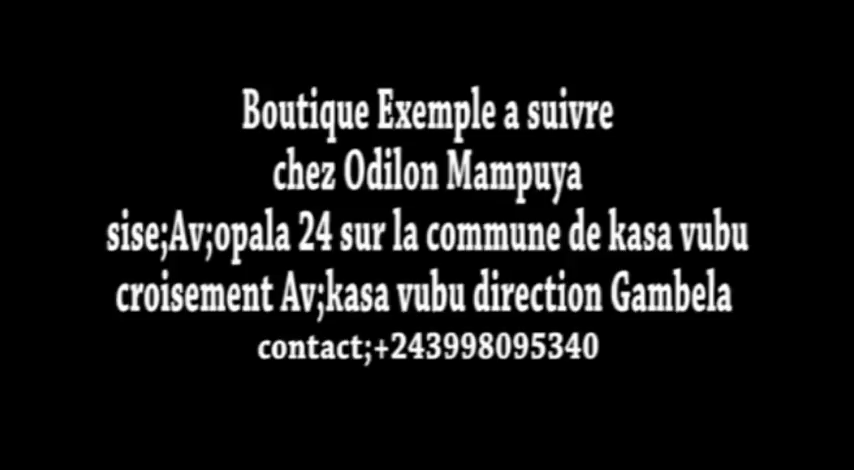 Boutique Exemple a suivre
chez Odilon Mampuya
sise;Av;opala 24 sur la commune de kasa vubu
croisement Av;kasa vubu direction Gambela
contact;+243998095340